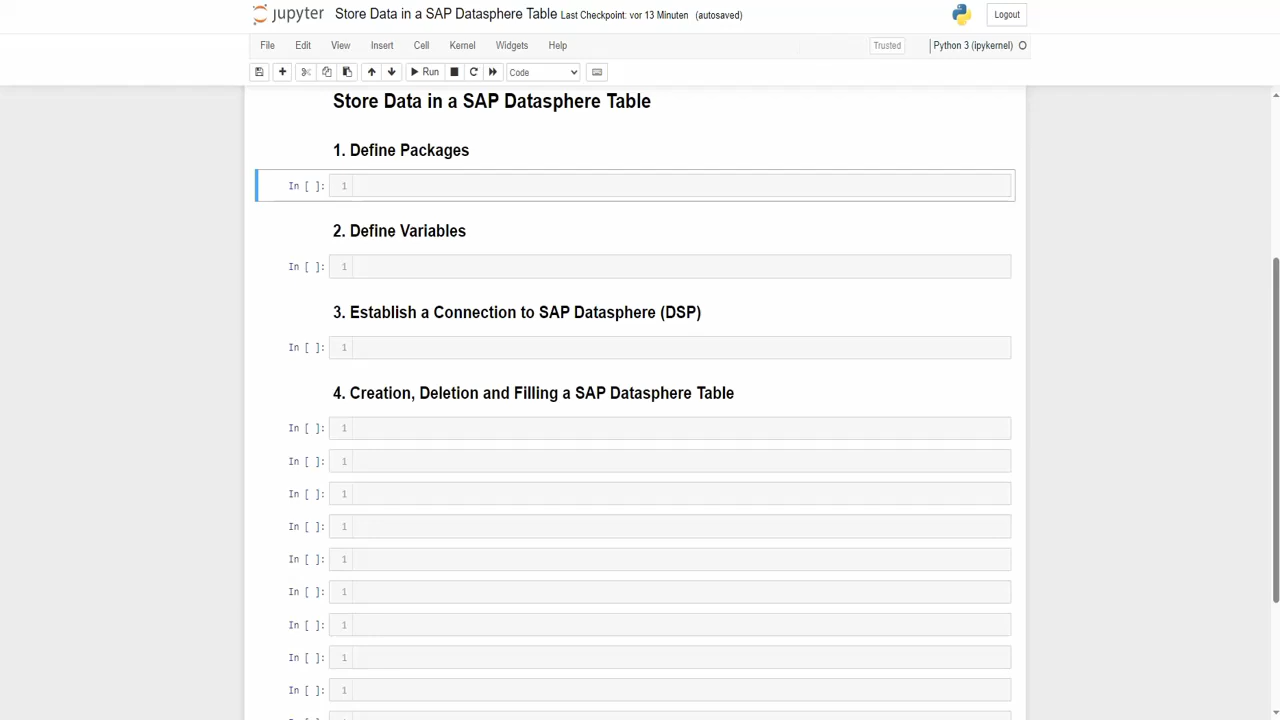 jupyter Store Data in a SAP Datasphere Table Last Checkpoint: vor 13 Minuten (autosaved) Logout
File Edit View Insert Cell Kernel Widgets Help Trusted Python 3 (ipykernel)
Run Code
Store Data in a SAP Datasphere Table
1. Define Packages
In [ ]: 1
2. Define Variables
In [ ]: 1
3. Establish a Connection to SAP Datasphere (DSP)
In [ ]: 1
4. Creation, Deletion and Filling a SAP Datasphere Table
In [ ]: 1
In [ ]: 1
In [ ]: 1
In [ ]: 1
In [ ]: 1
In [ ]: 1
In [ ]: 1
In [ ]: 1
In [ ]: 1